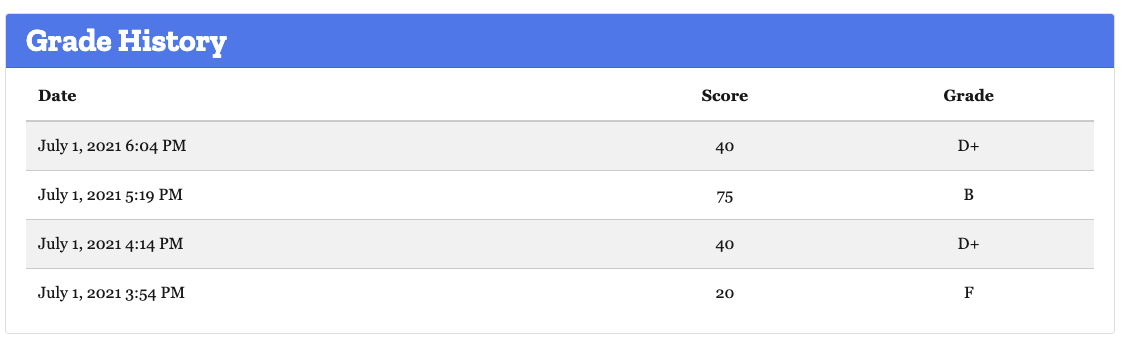 Grade History
Date Score Grade
July 1, 2021 6:04 PM 40 D+
July 1, 2021 5:19 PM 75 B
July 1, 2021 4:14 PM 40 D+
July 1, 2021 3:54 PM 20 F